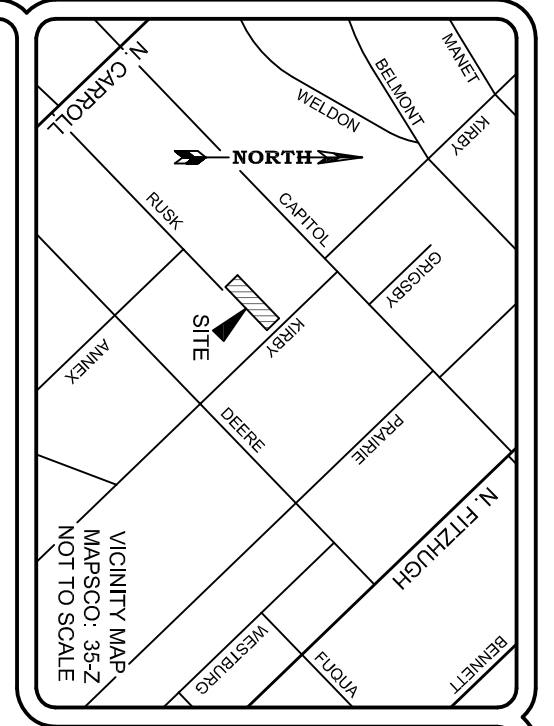 MANET
BELMONT
WELDON
KIRBY
N. CARROLL
NORTH
RUSK
CAPITOL
GRIGSBY
SITE
KIRBY
ANNEX
DEERE
PRAIRIE
N. FITZHUGH
VICINITY MAP
MAPSCO: 35-Z
NOT TO SCALE
WESTBURG
FUQUA
BENNETT